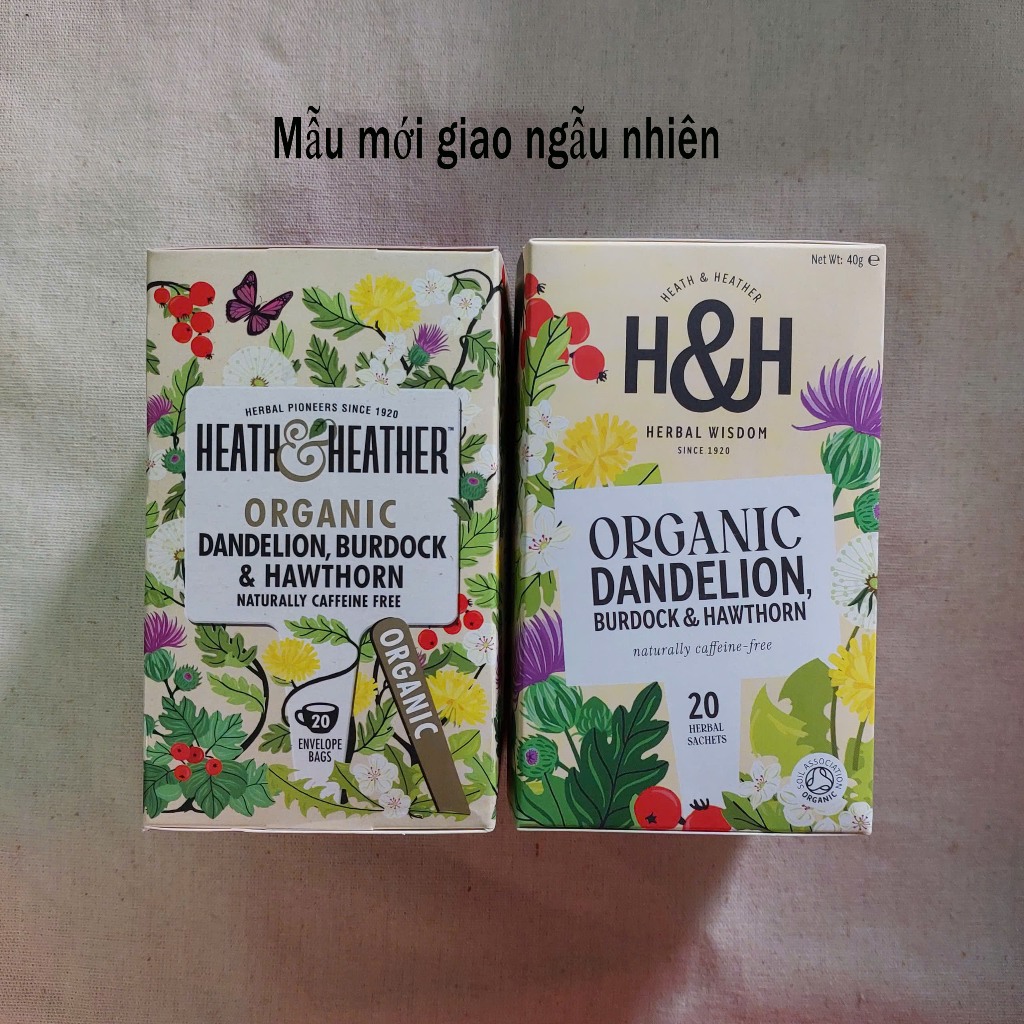 Mẫu mới giao ngẫu nhiên
HERBAL PIONEERS SINCE 1920
HEATH & HEATHER™
ORGANIC
DANDELION, BURDOCK
& HAWTHORN
NATURALLY CAFFEINE FREE
ORGANIC
20
ENVELOPE
BAGS
Net Wt: 40g ℮
HEATH & HEATHER
H&H
HERBAL WISDOM
SINCE 1920
ORGANIC
DANDELION,
BURDOCK & HAWTHORN
naturally caffeine-free
20
HERBAL
SACHETS
SOIL ASSOCIATION
ORGANIC